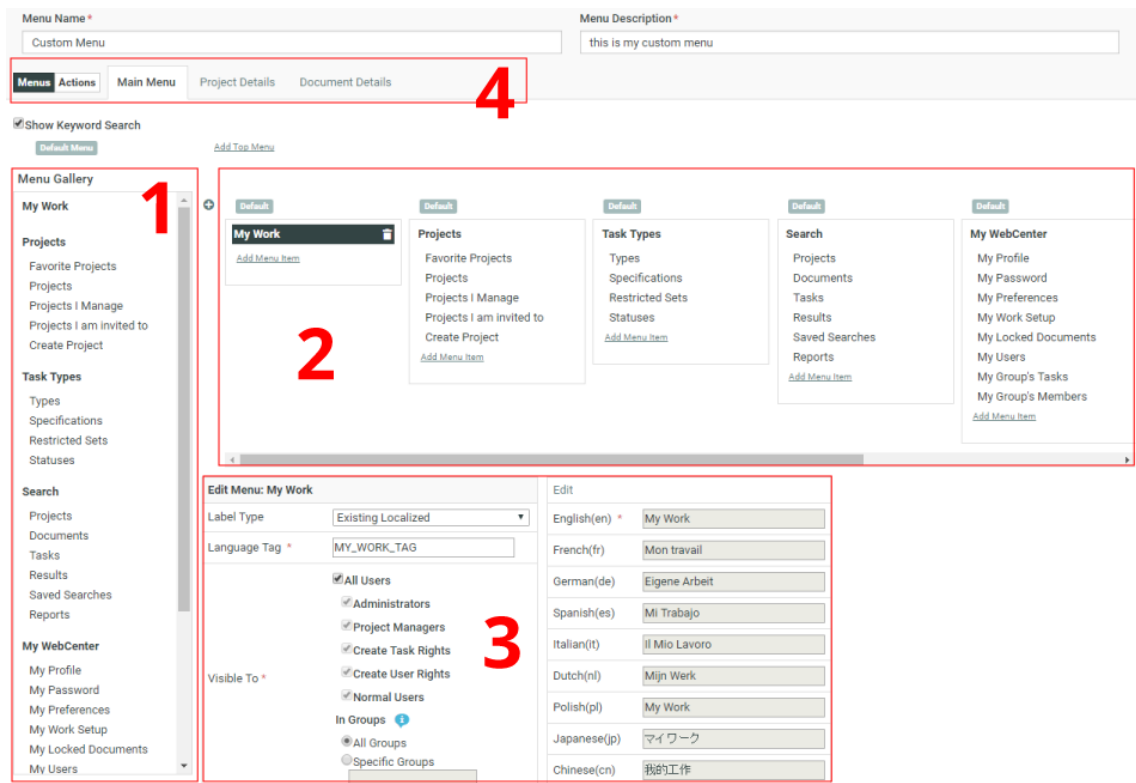 Menu Name * Menu Description *
Custom Menu this is my custom menu
Menus Actions Main Menu Project Details Document Details
4
Show Keyword Search
Default Menu Add Top Menu
Menu Gallery
1
My Work
Projects
Favorite Projects
Projects
Projects I Manage
Projects I am invited to
Create Project
Task Types
Types
Specifications
Restricted Sets
Statuses
Search
Projects
Documents
Tasks
Results
Saved Searches
Reports
My WebCenter
My Profile
My Password
My Preferences
My Work Setup
My Locked Documents
My Users
Default
My Work
Add Menu Item
2
Default
Projects
Favorite Projects
Projects
Projects I Manage
Projects I am invited to
Create Project
Add Menu Item
Default
Task Types
Types
Specifications
Restricted Sets
Statuses
Add Menu Item
Default
Search
Projects
Documents
Tasks
Results
Saved Searches
Reports
Add Menu Item
Default
My WebCenter
My Profile
My Password
My Preferences
My Work Setup
My Locked Documents
My Users
My Group's Tasks
My Group's Members
Add Menu Item
Edit Menu: My Work
Label Type Existing Localized
Language Tag * MY_WORK_TAG
Visible To *
All Users
Administrators
Project Managers
Create Task Rights
Create User Rights
Normal Users
In Groups i
All Groups
Specific Groups
3
Edit
English(en) * My Work
French(fr) Mon travail
German(de) Eigene Arbeit
Spanish(es) Mi Trabajo
Italian(it) Il Mio Lavoro
Dutch(nl) Mijn Werk
Polish(pl) My Work
Japanese(jp) マイワーク
Chinese(cn) 我的工作